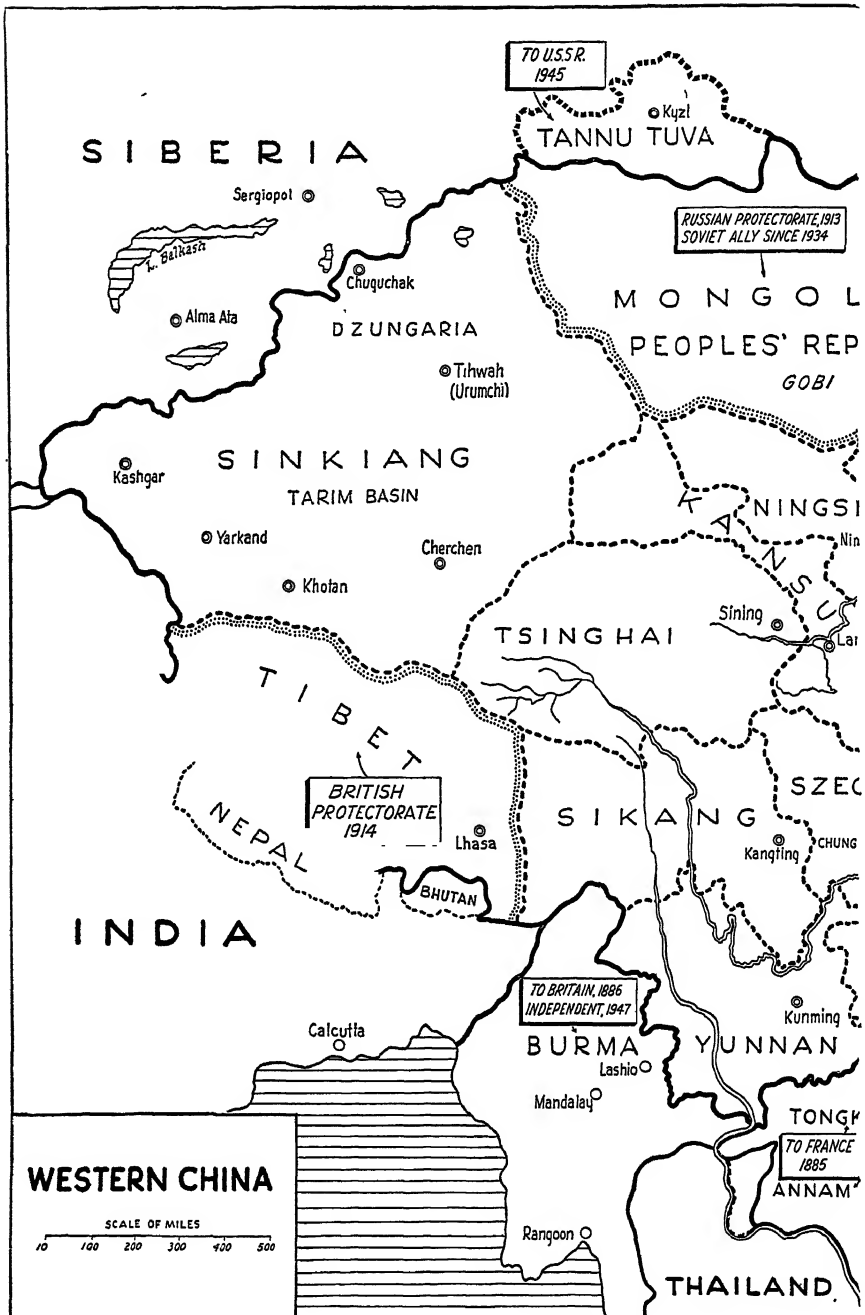 TO U.S.S R.
1945
Kyzl
TANNU TUVA
SIBERIA
Sergiopol
RUSSIAN PROTECTORATE, 1913
SOVIET ALLY SINCE 1934
L. Balkash
Chuguchak
MONGOL
Alma Ata
DZUNGARIA
PEOPLES' REP
Tihwah
(Urumchi)
GOBI
SINKIANG
Kashgar
TARIM BASIN
KANSU
NINGSI
Nin
Yarkand
Cherchen
Khotan
Sining
TSINGHAI
Lan
TIBET
BRITISH
PROTECTORATE
1914
SZEC
NEPAL
SIKANG
Lhasa
Kangting
CHUNG
BHUTAN
INDIA
TO BRITAIN, 1886
INDEPENDENT, 1947
Kunming
Calcutta
BURMA
YUNNAN
Lashio
Mandalay
TONGK
TO FRANCE
1885
WESTERN CHINA
ANNAM
SCALE OF MILES
10 100 200 300 400 500
Rangoon
THAILAND